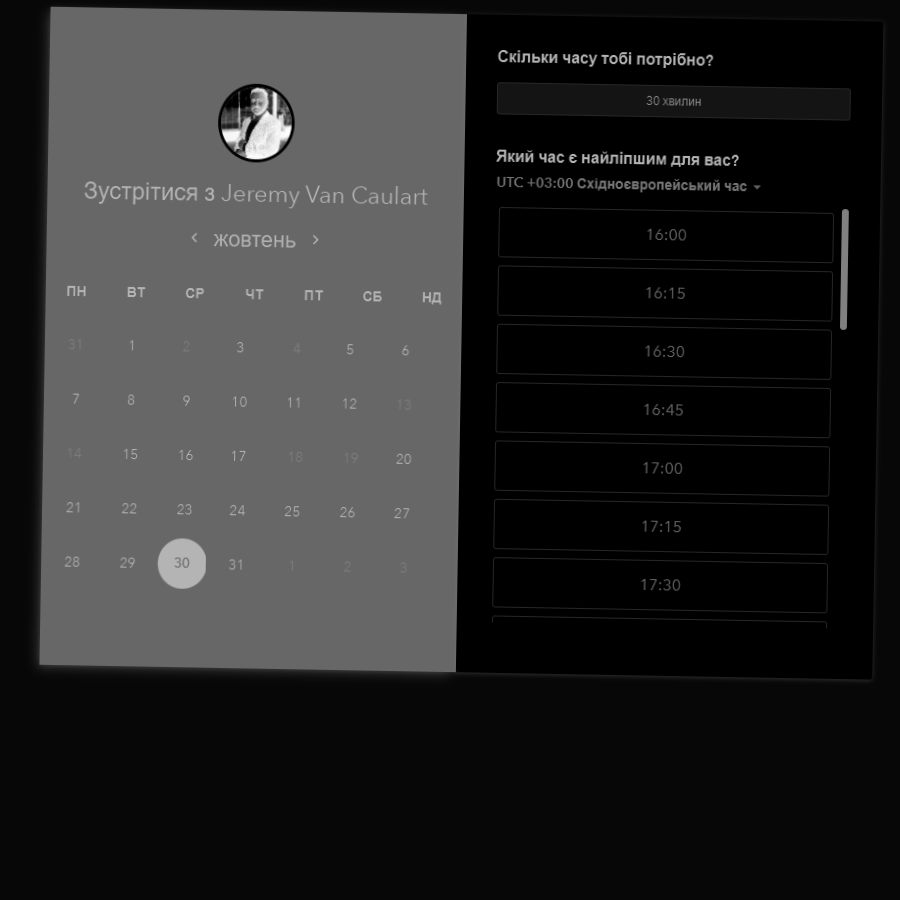 Зустрітися з Jeremy Van Caulart
жовтень
ПН ВТ СР ЧТ ПТ СБ НД
31 1 2 3 4 5 6
7 8 9 10 11 12 13
14 15 16 17 18 19 20
21 22 23 24 25 26 27
28 29 30 31 1 2 3
Скільки часу тобі потрібно?
30 хвилин
Який час є найліпшим для вас?
UTC +03:00 Східноєвропейський час
16:00
16:15
16:30
16:45
17:00
17:15
17:30